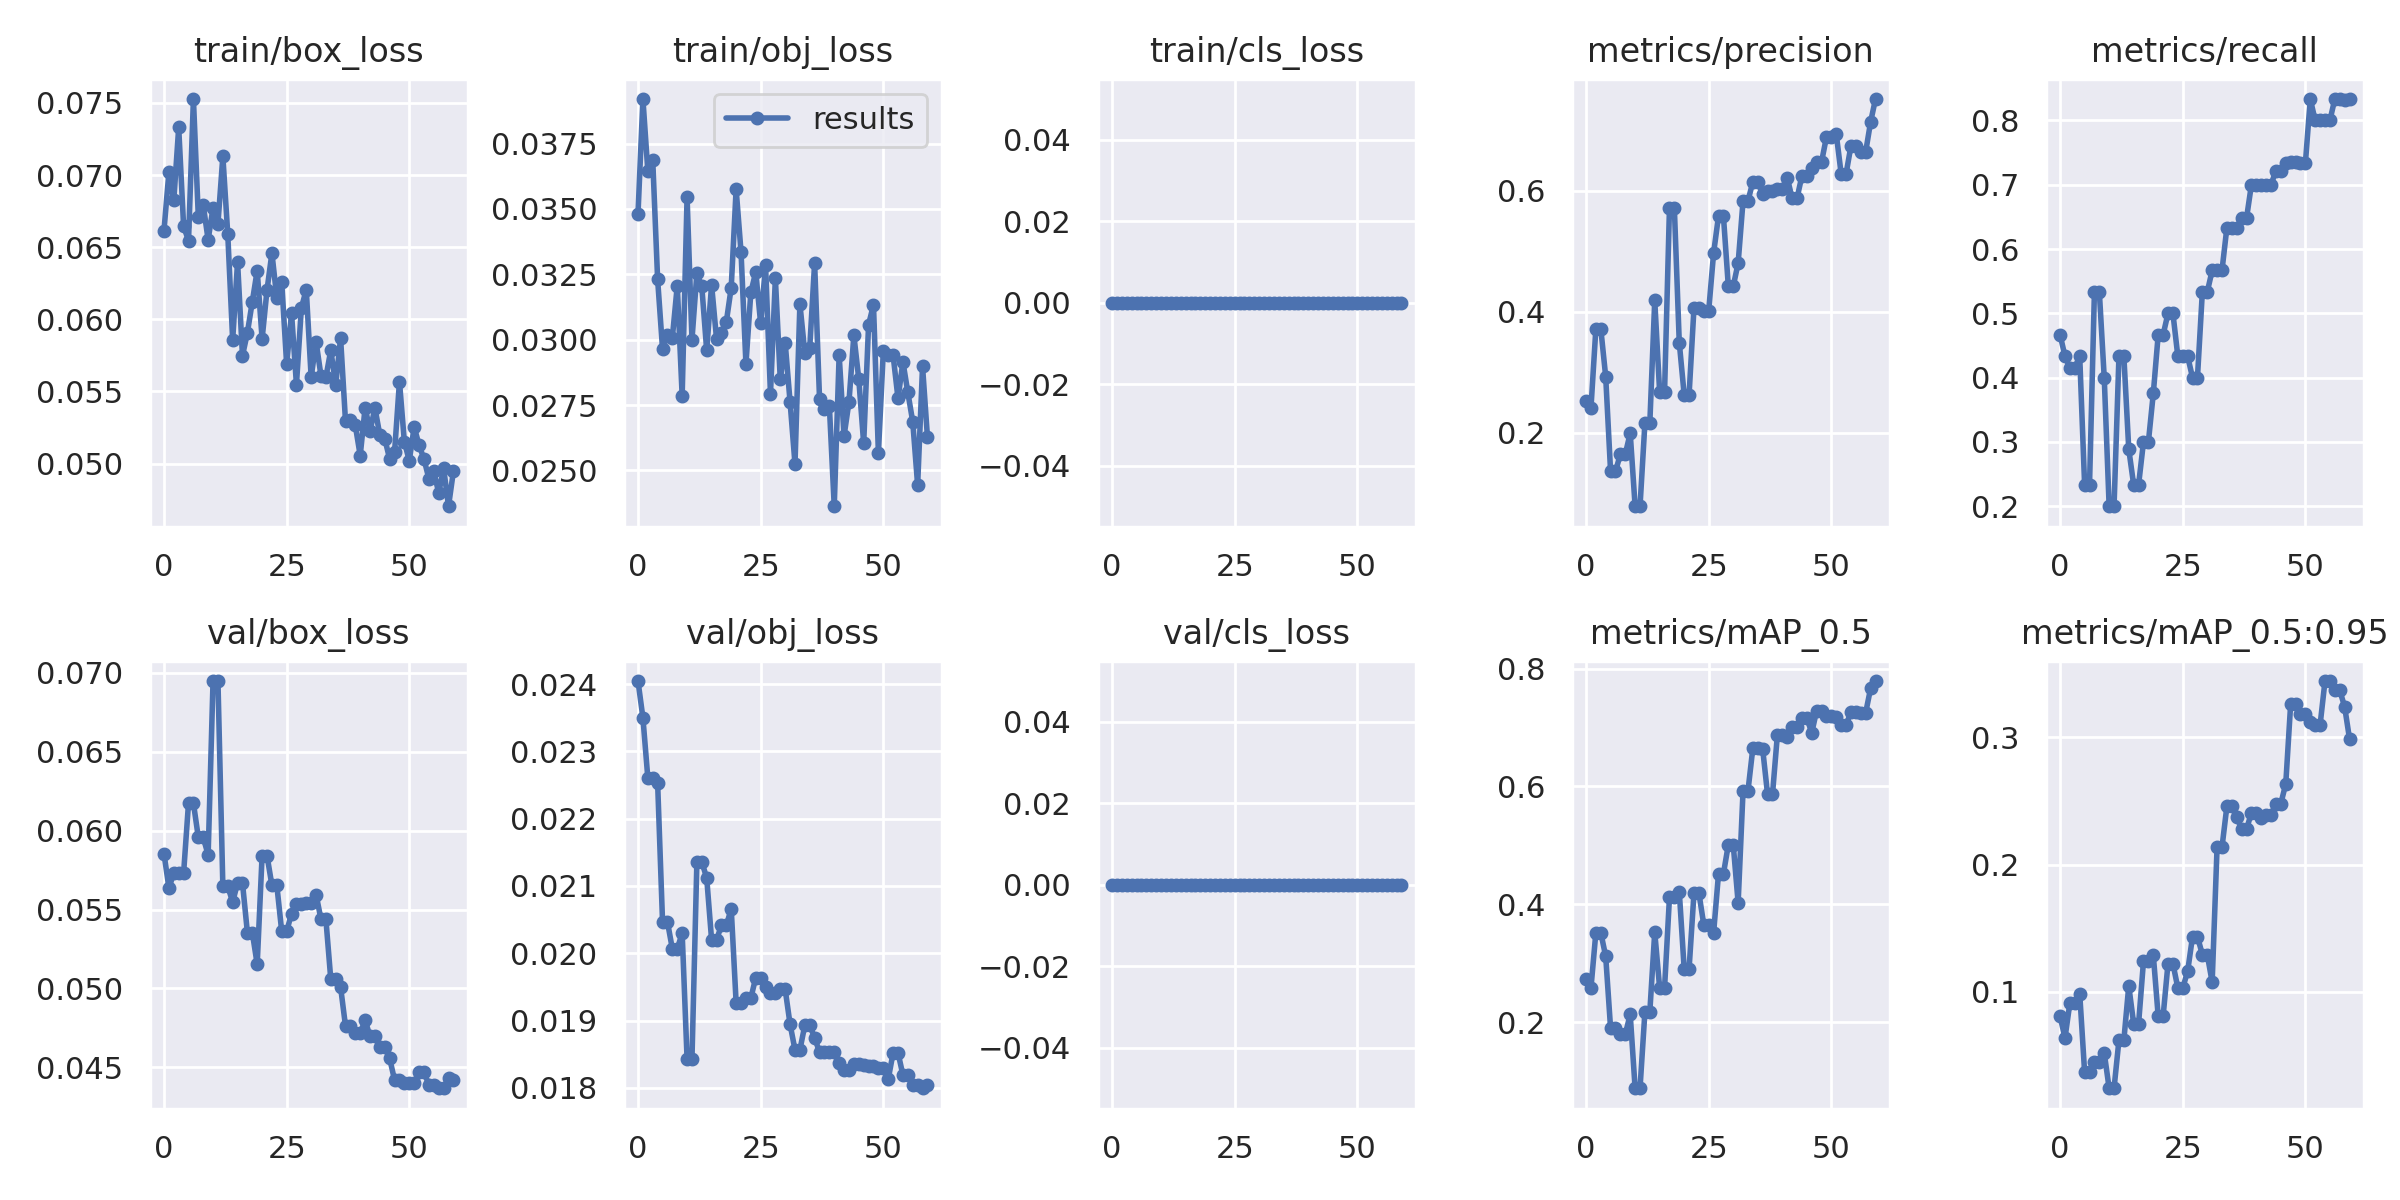 train/box_loss
0.075
0.070
0.065
0.060
0.055
0.050
0 25 50
train/obj_loss
results
0.0375
0.0350
0.0325
0.0300
0.0275
0.0250
0 25 50
train/cls_loss
0.04
0.02
0.00
−0.02
−0.04
0 25 50
metrics/precision
0.6
0.4
0.2
0 25 50
metrics/recall
0.8
0.7
0.6
0.5
0.4
0.3
0.2
0 25 50
val/box_loss
0.070
0.065
0.060
0.055
0.050
0.045
0 25 50
val/obj_loss
0.024
0.023
0.022
0.021
0.020
0.019
0.018
0 25 50
val/cls_loss
0.04
0.02
0.00
−0.02
−0.04
0 25 50
metrics/mAP_0.5
0.8
0.6
0.4
0.2
0 25 50
metrics/mAP_0.5:0.95
0.3
0.2
0.1
0 25 50